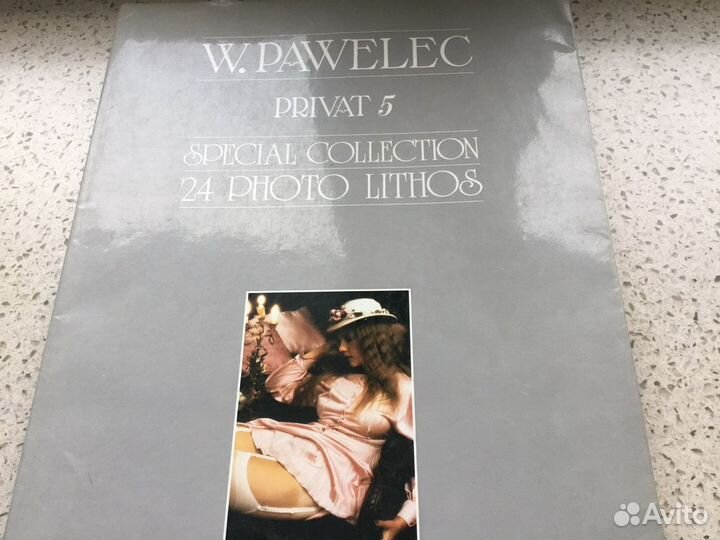 W. PAWELEC
PRIVAT 5
SPECIAL COLLECTION
24 PHOTO LITHOS
Avito